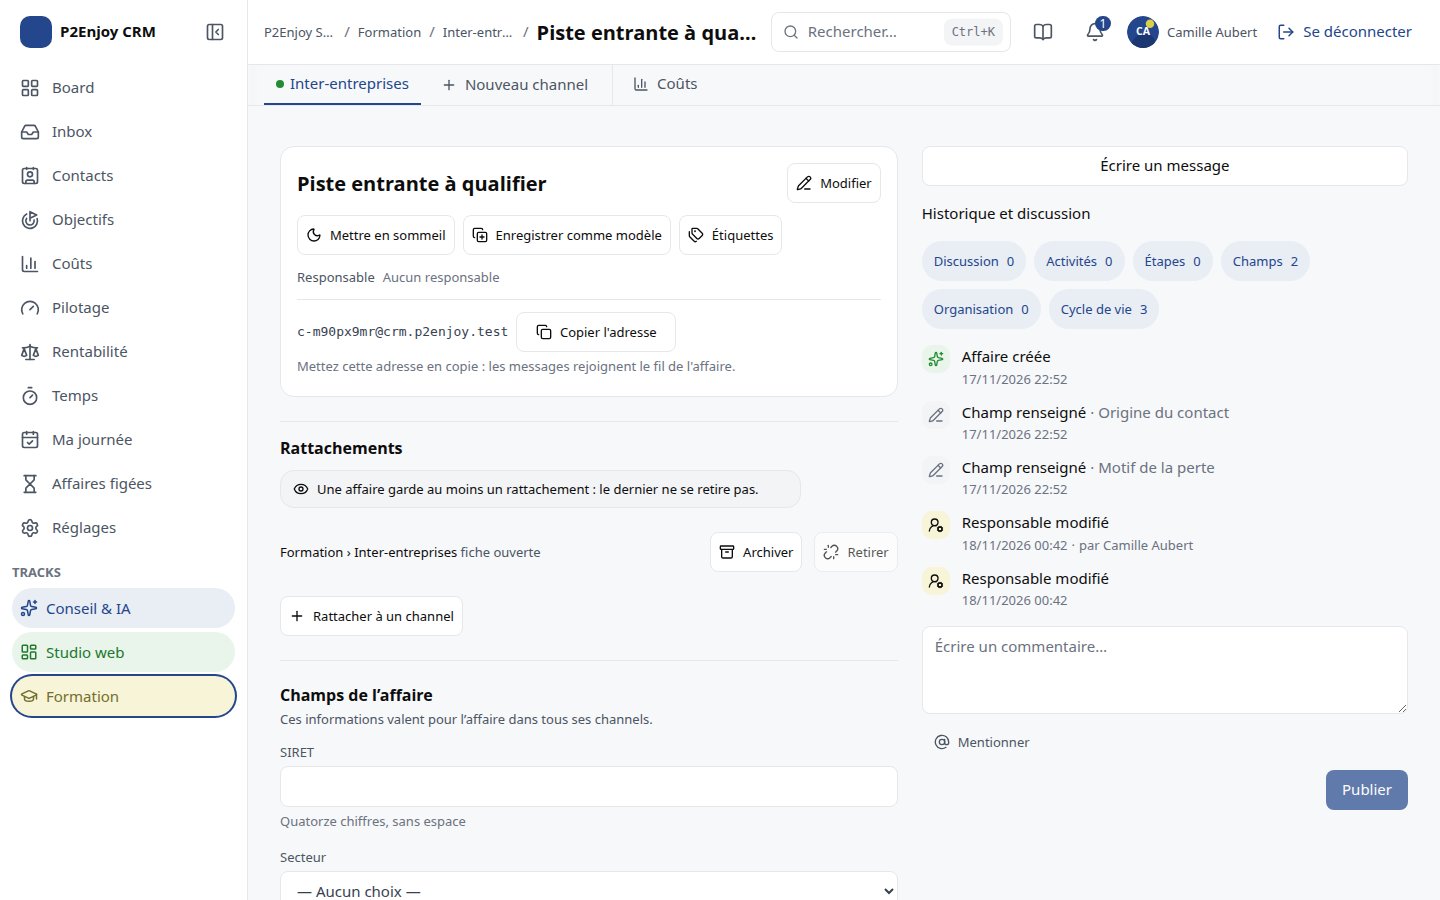 P2Enjoy CRM
Board
Inbox
Contacts
Objectifs
Coûts
Pilotage
Rentabilité
Temps
Ma journée
Affaires figées
Réglages
TRACKS
Conseil & IA
Studio web
Formation
P2Enjoy S... / Formation / Inter-entr... / Piste entrante à qua...
Rechercher... Ctrl+K
1
CA Camille Aubert
Se déconnecter
Inter-entreprises
Nouveau channel
Coûts
Piste entrante à qualifier
Modifier
Mettre en sommeil
Enregistrer comme modèle
Étiquettes
Responsable Aucun responsable
c-m90px9mr@crm.p2enjoy.test
Copier l'adresse
Mettez cette adresse en copie : les messages rejoignent le fil de l'affaire.
Rattachements
Une affaire garde au moins un rattachement : le dernier ne se retire pas.
Formation › Inter-entreprises fiche ouverte
Archiver
Retirer
Rattacher à un channel
Champs de l’affaire
Ces informations valent pour l’affaire dans tous ses channels.
SIRET
Quatorze chiffres, sans espace
Secteur
— Aucun choix —
Écrire un message
Historique et discussion
Discussion 0
Activités 0
Étapes 0
Champs 2
Organisation 0
Cycle de vie 3
Affaire créée
17/11/2026 22:52
Champ renseigné · Origine du contact
17/11/2026 22:52
Champ renseigné · Motif de la perte
17/11/2026 22:52
Responsable modifié
18/11/2026 00:42 · par Camille Aubert
Responsable modifié
18/11/2026 00:42
Écrire un commentaire...
Mentionner
Publier